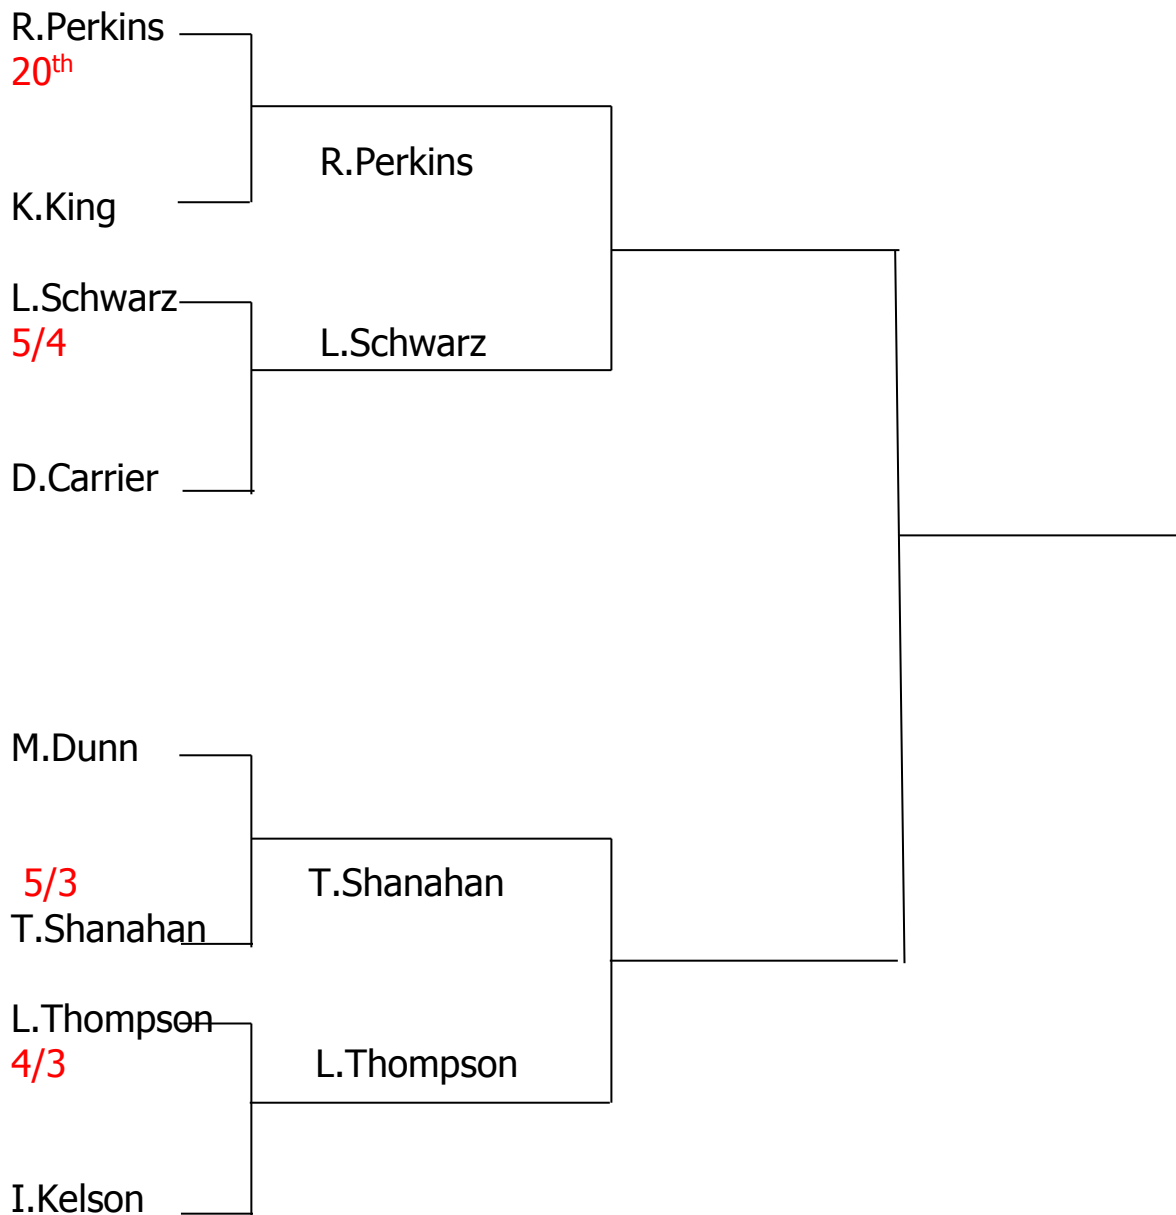 R.Perkins
20th
K.King
L.Schwarz
5/4
D.Carrier
M.Dunn
5/3
T.Shanahan
L.Thompson
4/3
I.Kelson
R.Perkins
L.Schwarz
T.Shanahan
L.Thompson